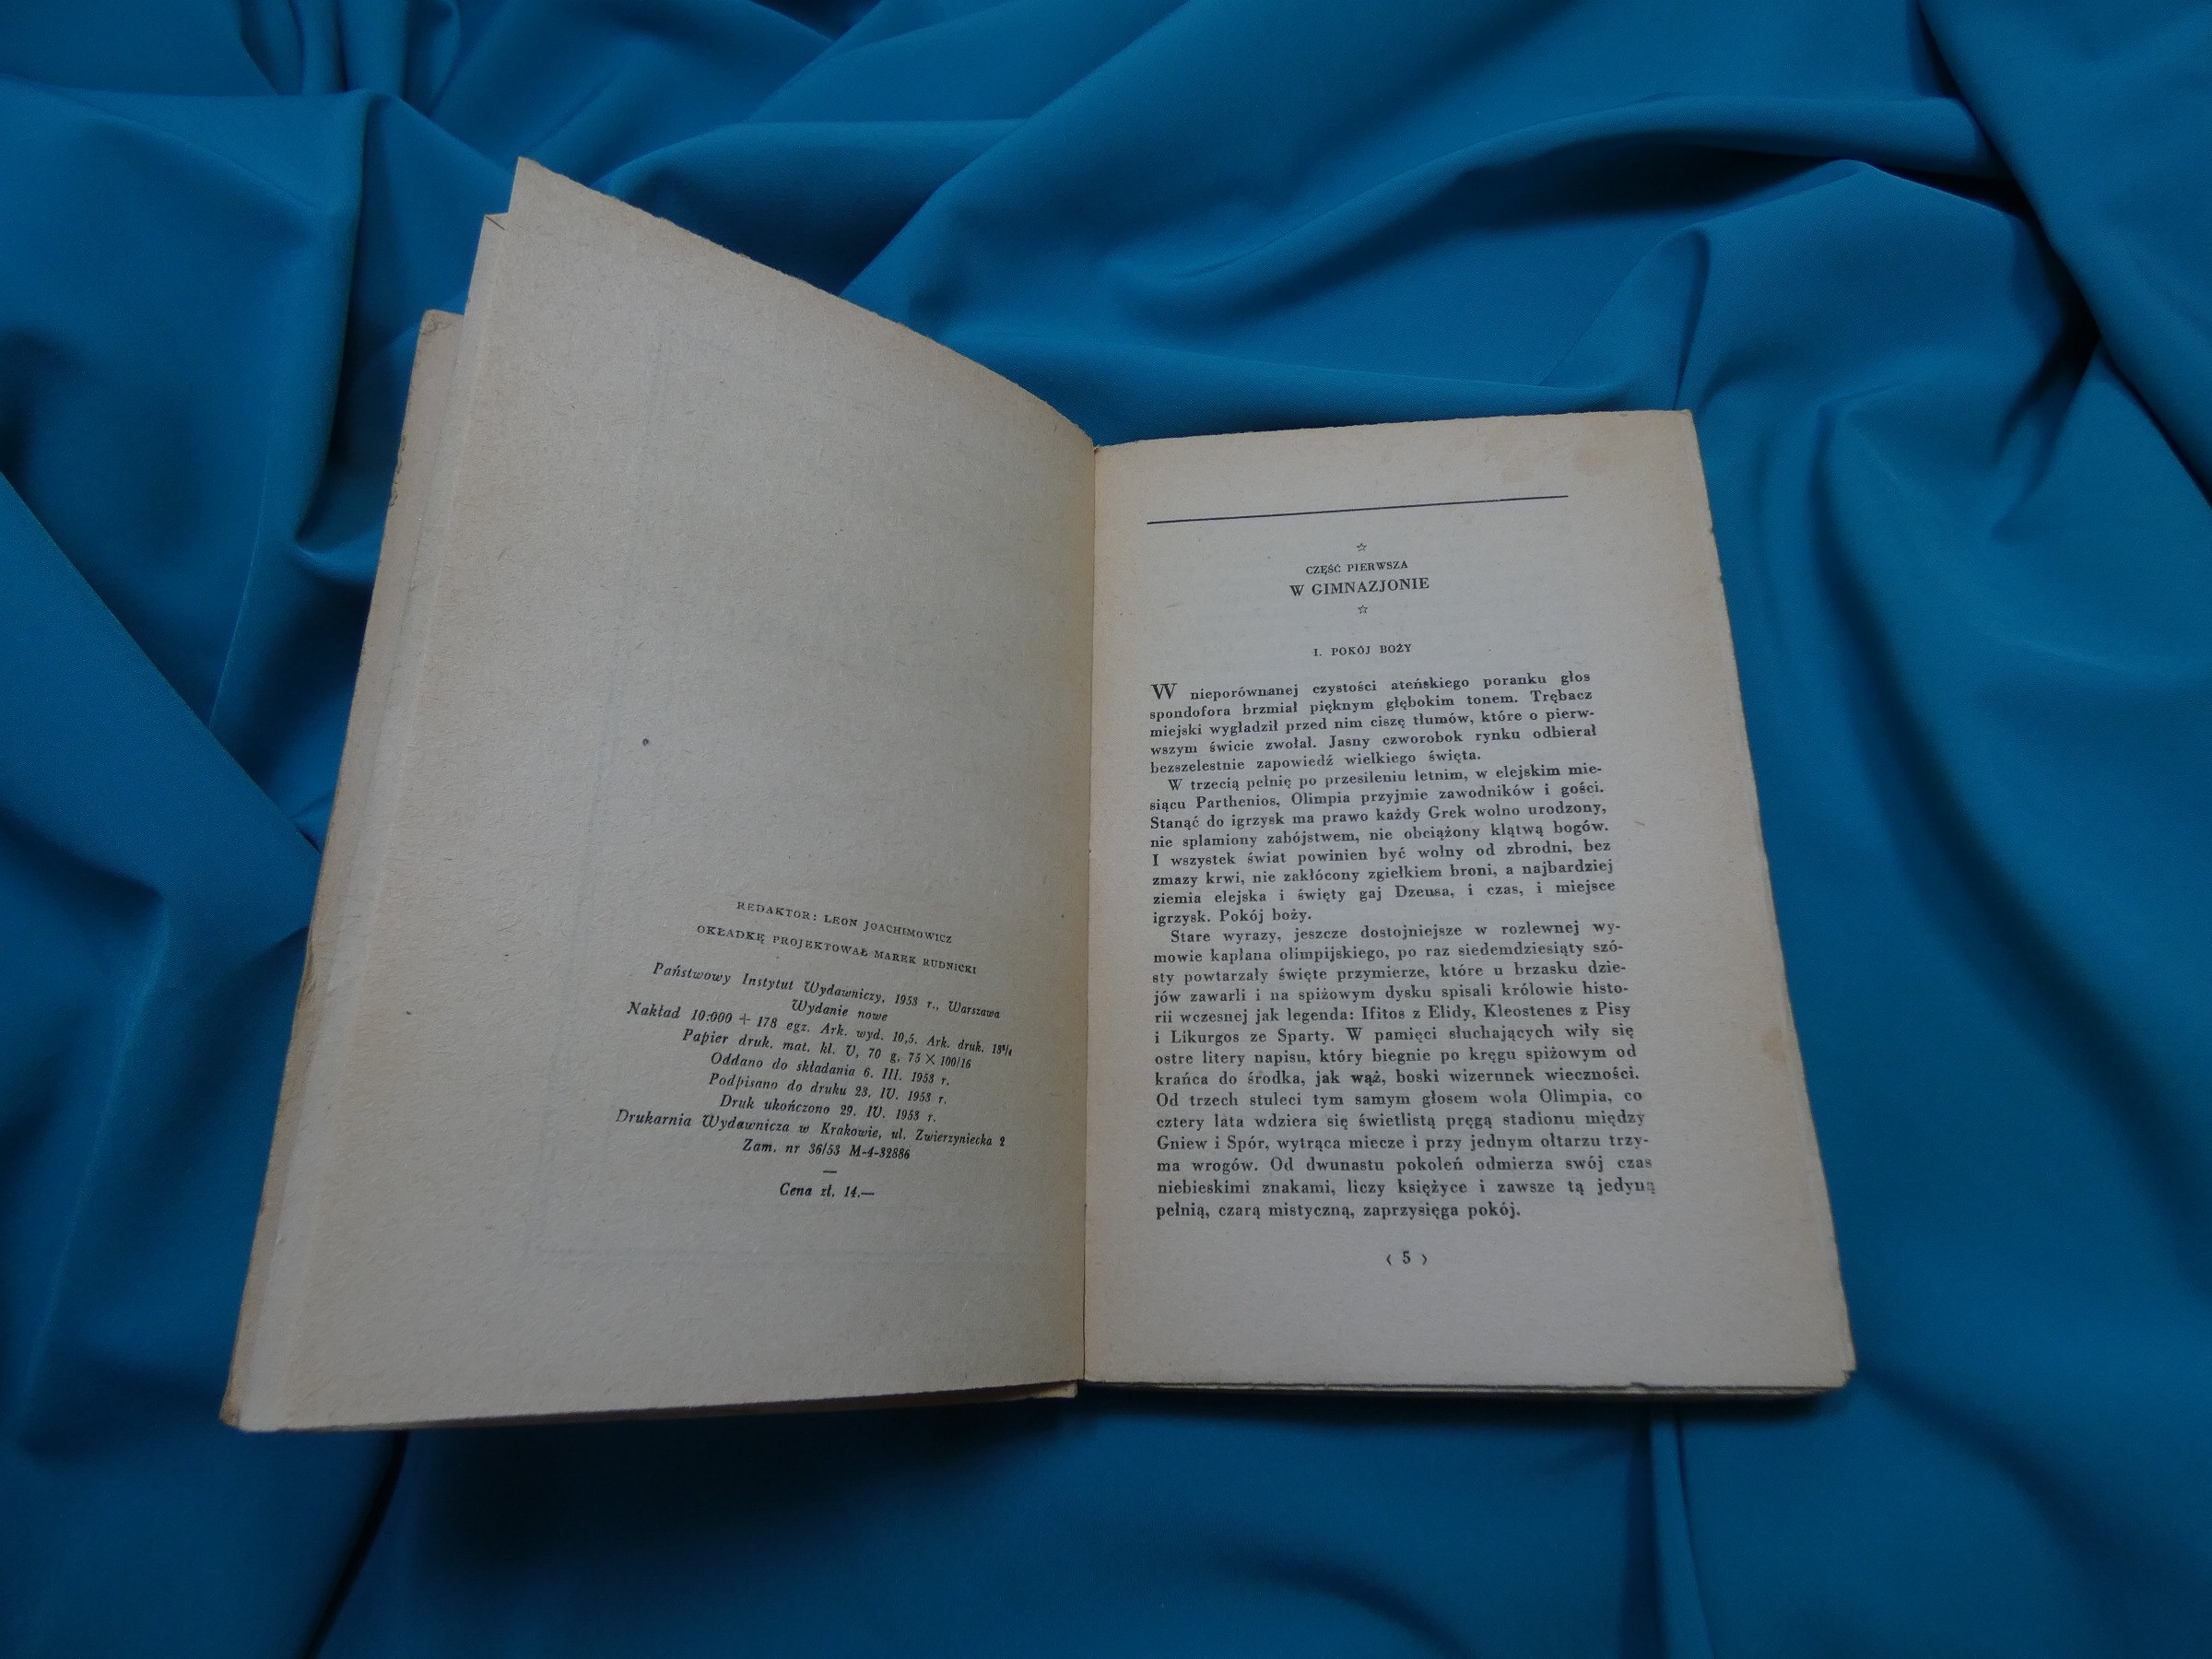 REDAKTOR: LEON JOACHIMOWICZ
OKŁADKĘ PROJEKTOWAŁ MAREK RUDNICKI
Państwowy Instytut Wydawniczy, 1953 r., Warszawa
Wydanie nowe
Nakład 10.000 + 178 egz. Ark. wyd. 10,5. Ark. druk.
Papier druk. mat. kl. V, 70 g, 75 × 100/16
Oddano do składania 6. III. 1953 r.
Podpisano do druku 23. IV. 1953 r.
Druk ukończono 29. IV. 1953 r.
Drukarnia Wydawnicza w Krakowie, ul. Zwierzyniecka 2
Zam. nr 36/53 M-4-32886
—
Cena zł. 14.—
☆
CZĘŚĆ PIERWSZA
W GIMNAZJONIE
☆
I. POKÓJ BOŻY
W nieporównanej czystości ateńskiego poranku głos
spondofora brzmiał pięknym głębokim tonem. Trębacz
miejski wygładził przed nim ciszę tłumów, które o pierw-
wszym świcie zwołał. Jasny czworobok rynku odbierał
bezszelestnie zapowiedź wielkiego święta.
W trzecią pełnię po przesileniu letnim, w elejskim mie-
siącu Parthenios, Olimpia przyjmie zawodników i gości.
Stanąć do igrzysk ma prawo każdy Grek wolno urodzony,
nie splamiony zabójstwem, nie obciążony klątwą bogów.
I wszystek świat powinien być wolny od zbrodni, bez
zmazy krwi, nie zakłócony zgiełkiem broni, a najbardziej
ziemia elejska i święty gaj Dzeusa, i czas, i miejsce
igrzysk. Pokój boży.
Stare wyrazy, jeszcze dostojniejsze w rozlewnej wy-
mowie kapłana olimpijskiego, po raz siedemdziesiąty szó-
sty powtarzały święte przymierze, które u brzasku dzie-
jów zawarli i na spiżowym dysku spisali królowie histo-
rii wczesnej jak legenda: Ifitos z Elidy, Kleostenes z Pisy
i Likurgos ze Sparty. W pamięci słuchających wiły się
ostre litery napisu, który biegnie po kręgu spiżowym od
krańca do środka, jak wąż, boski wizerunek wieczności.
Od trzech stuleci tym samym głosem woła Olimpia, co
cztery lata wdziera się świetlistą pręgą stadionu między
Gniew i Spór, wytrąca miecze i przy jednym ołtarzu trzy-
ma wrogów. Od dwunastu pokoleń odmierza swój czas
niebieskimi znakami, liczy księżyce i zawsze tą jedyną
pełnią, czarą mistyczną, zaprzysięga pokój.
‹ 5 ›